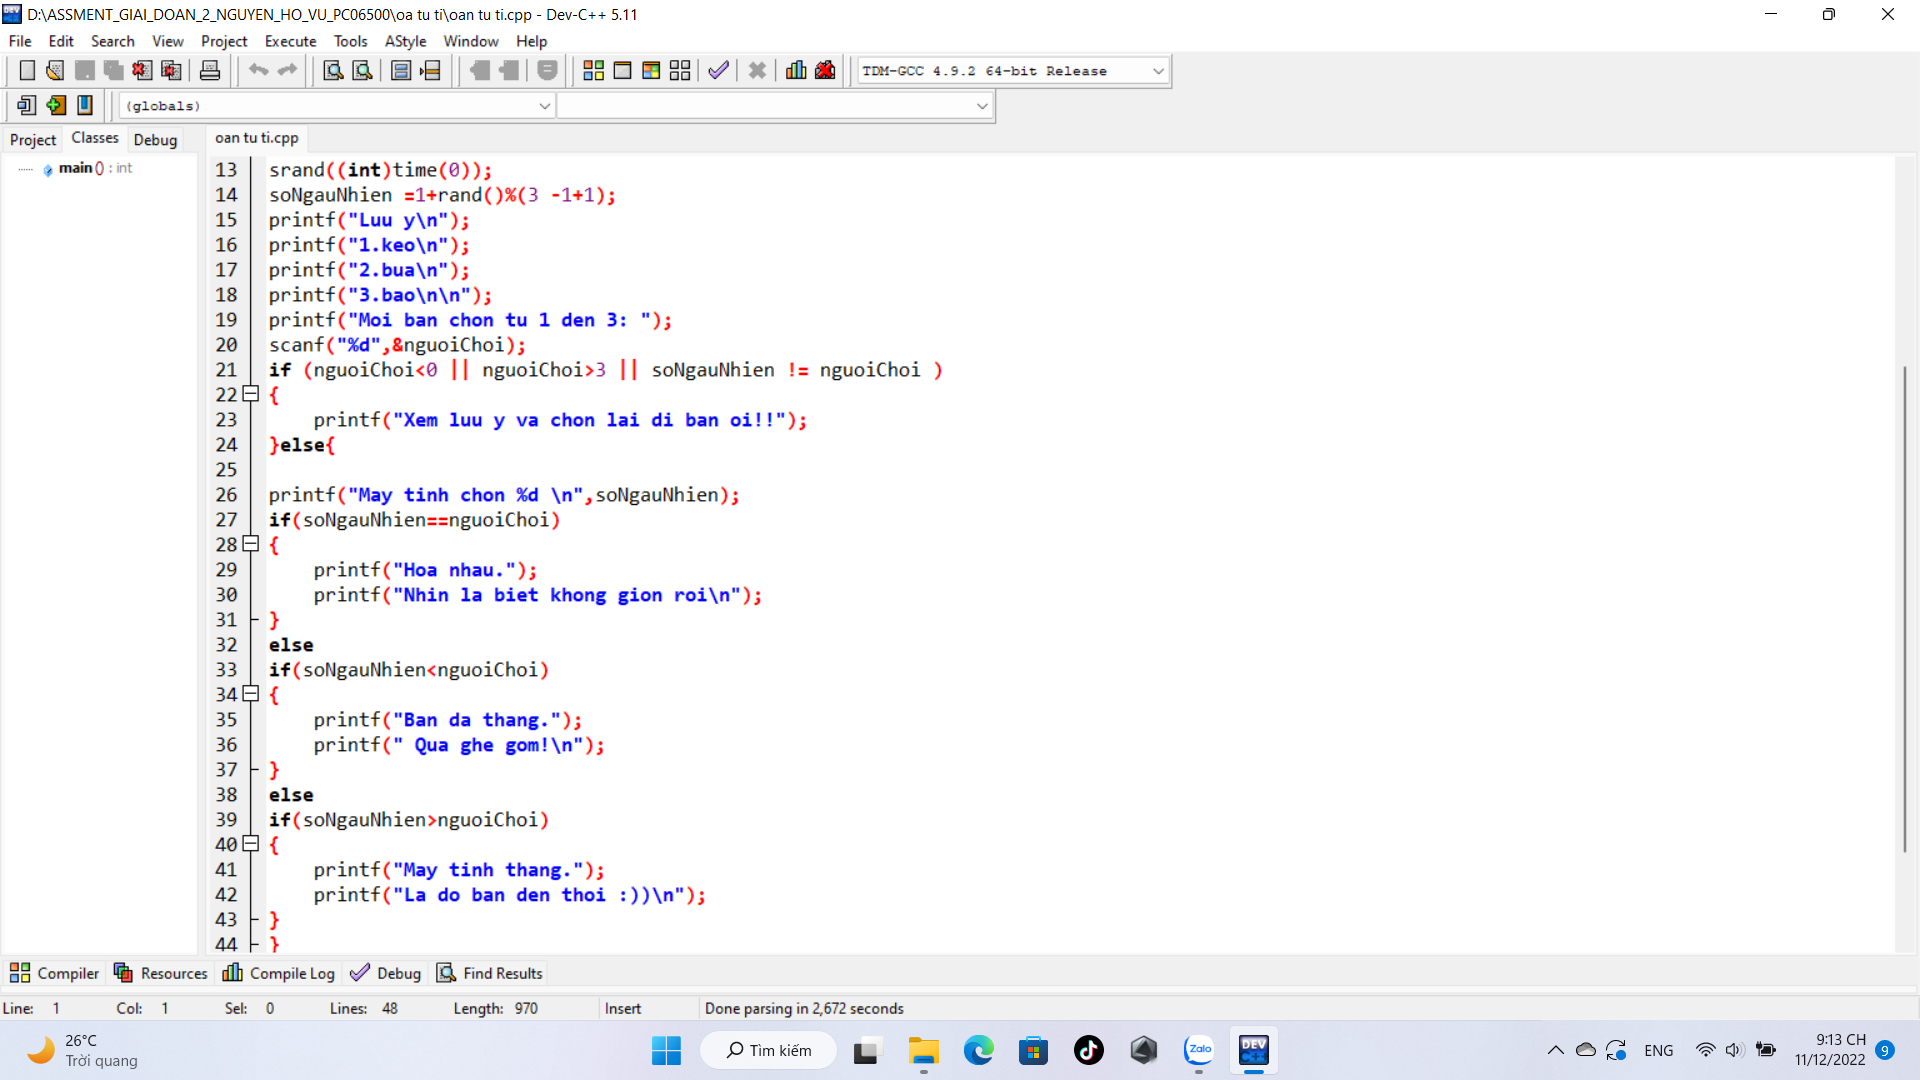 D:\ASSMENT_GIAI_DOAN_2_NGUYEN_HO_VU_PC06500\oa tu ti\oan tu ti.cpp - Dev-C++ 5.11
File Edit Search View Project Execute Tools AStyle Window Help
TDM-GCC 4.9.2 64-bit Release
(globals)
Project Classes Debug
oan tu ti.cpp
main () : int
13 srand((int)time(0));
14 soNgauNhien =1+rand()%(3 -1+1);
15 printf("Luu y\n");
16 printf("1.keo\n");
17 printf("2.bua\n");
18 printf("3.bao\n\n");
19 printf("Moi ban chon tu 1 den 3: ");
20 scanf("%d",&nguoiChoi);
21 if (nguoiChoi<0 || nguoiChoi>3 || soNgauNhien != nguoiChoi )
22 {
23 printf("Xem luu y va chon lai di ban oi!!");
24 }else{
25
26 printf("May tinh chon %d \n",soNgauNhien);
27 if(soNgauNhien==nguoiChoi)
28 {
29 printf("Hoa nhau.");
30 printf("Nhin la biet khong gion roi\n");
31 }
32 else
33 if(soNgauNhien<nguoiChoi)
34 {
35 printf("Ban da thang.");
36 printf(" Qua ghe gom!\n");
37 }
38 else
39 if(soNgauNhien>nguoiChoi)
40 {
41 printf("May tinh thang.");
42 printf("La do ban den thoi :))\n");
43 }
44 }
Compiler Resources Compile Log Debug Find Results
Line: 1 Col: 1 Sel: 0 Lines: 48 Length: 970 Insert Done parsing in 2,672 seconds
26°C
Trời quang
Tìm kiếm
Zalo
DEV C++
ENG
9:13 CH
11/12/2022
9